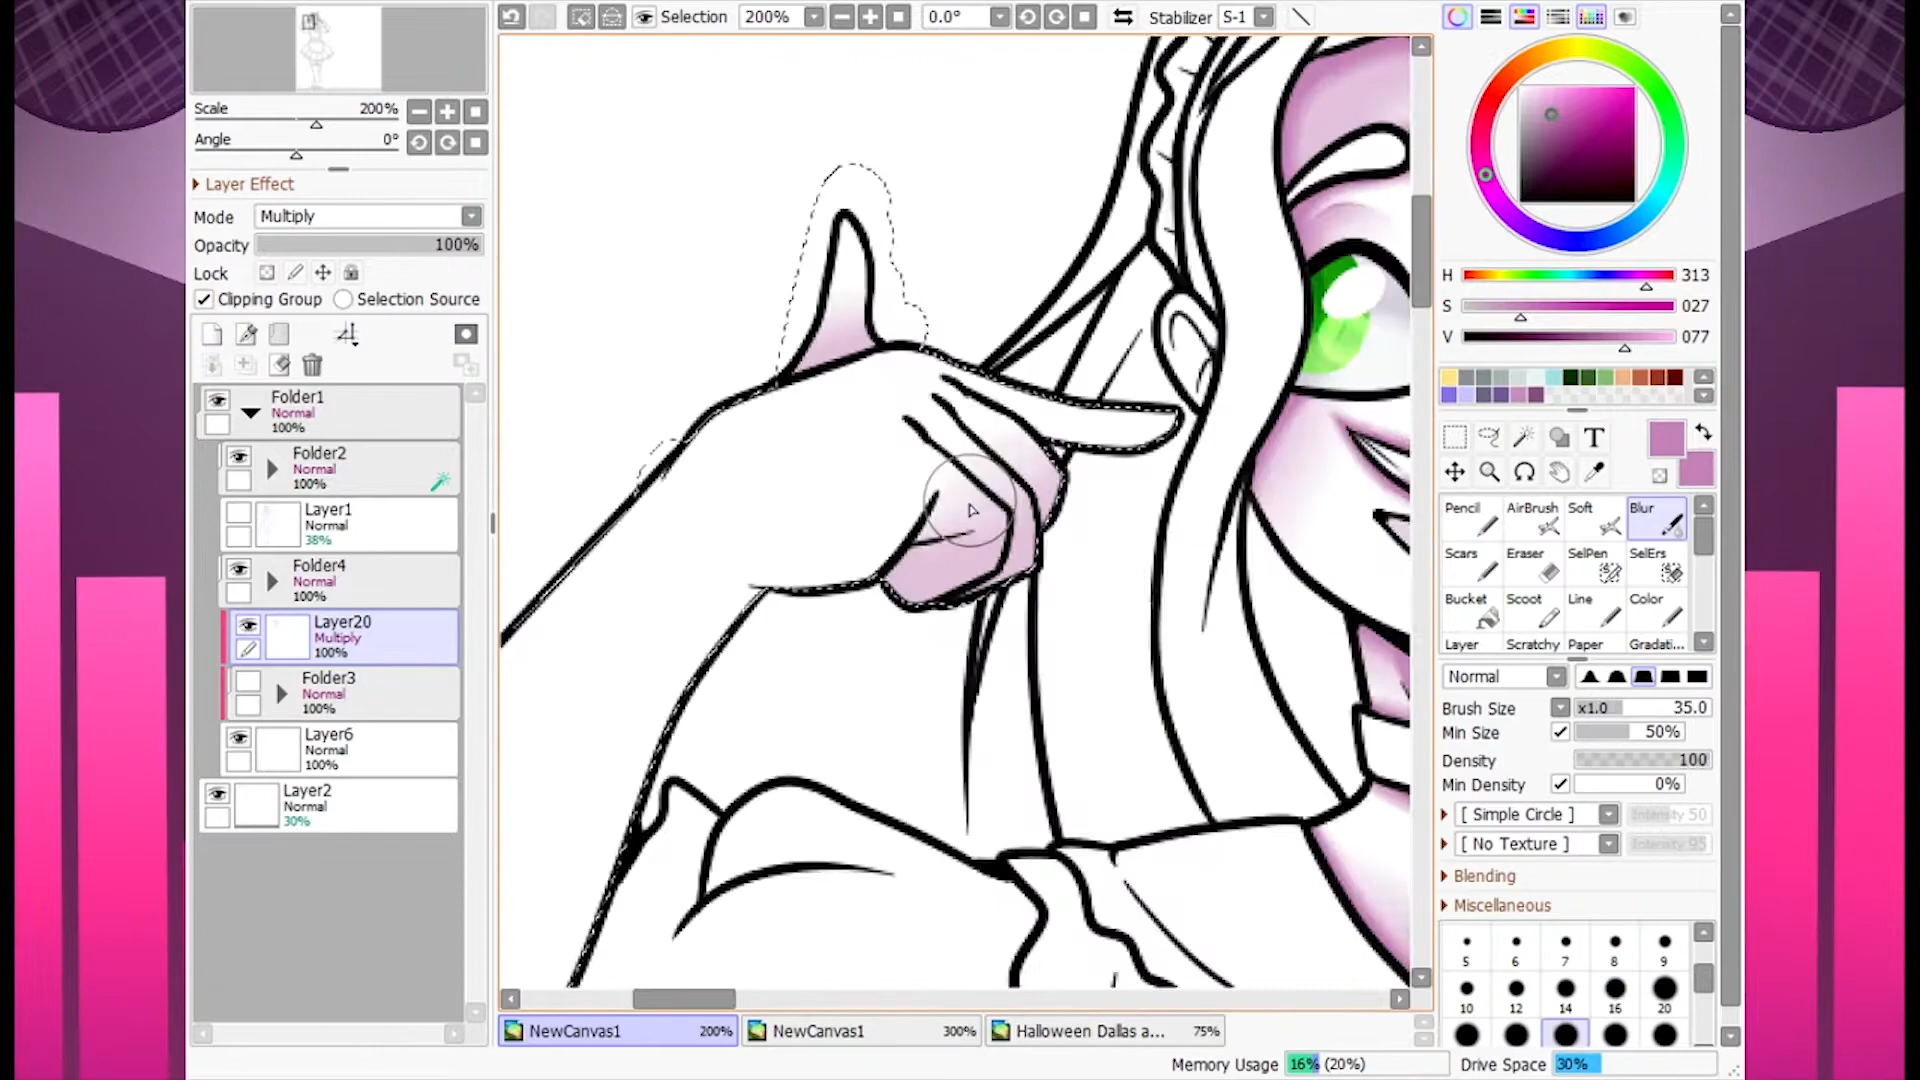 Selection 200% 0.0° Stabilizer S-1
Scale 200%
Angle 0°
Layer Effect
Mode Multiply
Opacity 100%
Lock
Clipping Group Selection Source
Folder1
Normal
100%
Folder2
Normal
100%
Layer1
Normal
38%
Folder4
Normal
100%
Layer20
Multiply
100%
Folder3
Normal
100%
Layer6
Normal
100%
Layer2
Normal
30%
H 313
S 027
V 077
T
Pencil AirBrush Soft Blur
Scars Eraser SelPen SelErs
Bucket Scoot Line Color
Layer Scratchy Paper Gradati...
Normal
Brush Size x1.0 35.0
Min Size 50%
Density 100
Min Density 0%
[ Simple Circle ] Intensity 50
[ No Texture ] Intensity 95
Blending
Miscellaneous
5 6 7 8 9
10 12 14 16 20
NewCanvas1 200% NewCanvas1 300% Halloween Dallas a... 75%
Memory Usage 16% (20%) Drive Space 30%